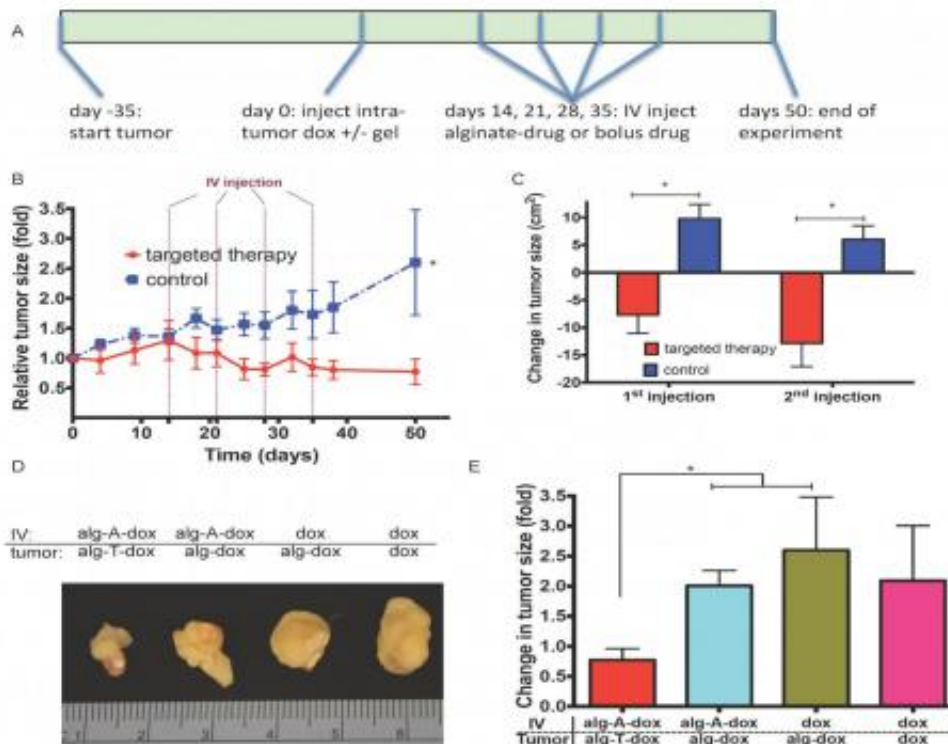 A
day -35:
start tumor
day 0: inject intra-
tumor dox +/- gel
days 14, 21, 28, 35: IV inject
alginate-drug or bolus drug
days 50: end of
experiment
B
IV injection
Relative tumor size (fold)
3.5
3.0
2.5
2.0
1.5
1.0
0.5
targeted therapy
control
*
0 10 20 30 40 50
Time (days)
C
Change in tumor size (cm²)
10
5
0
-5
-10
-15
-20
*
*
targeted therapy
control
1st injection 2nd injection
D
IV: alg-A-dox alg-A-dox dox dox
tumor: alg-T-dox alg-dox alg-dox dox
1 2 3 4 5 6
E
Change in tumor size (fold)
3.5
3.0
2.5
2.0
1.5
1.0
0.5
0.0
*
IV alg-A-dox alg-A-dox dox dox
Tumor alg-T-dox alg-dox alg-dox dox